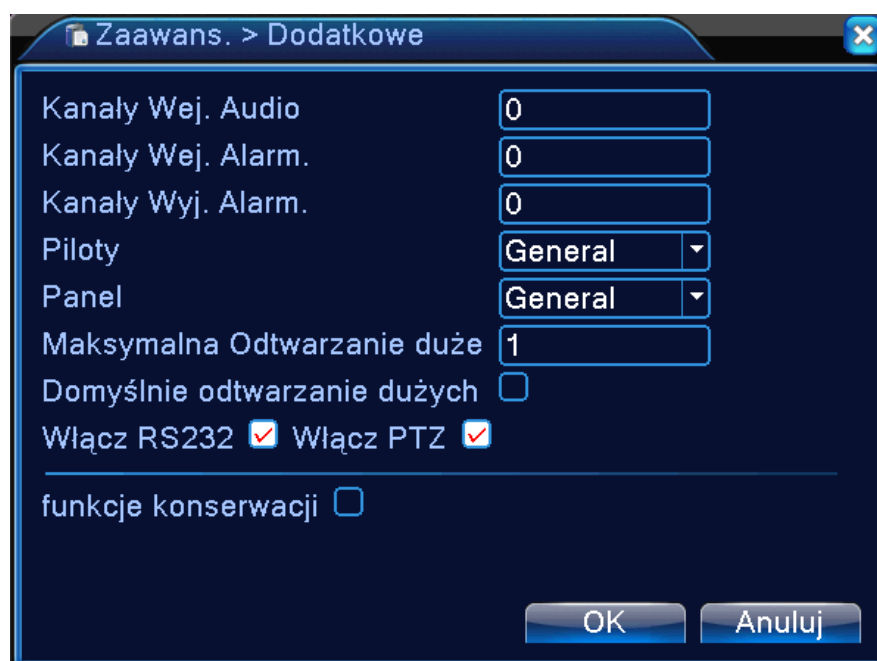 Zaawans. > Dodatkowe
Kanały Wej. Audio 0
Kanały Wej. Alarm. 0
Kanały Wyj. Alarm. 0
Piloty General
Panel General
Maksymalna Odtwarzanie duże 1
Domyślnie odtwarzanie dużych
Włącz RS232 Włącz PTZ
funkcje konserwacji
OK Anuluj